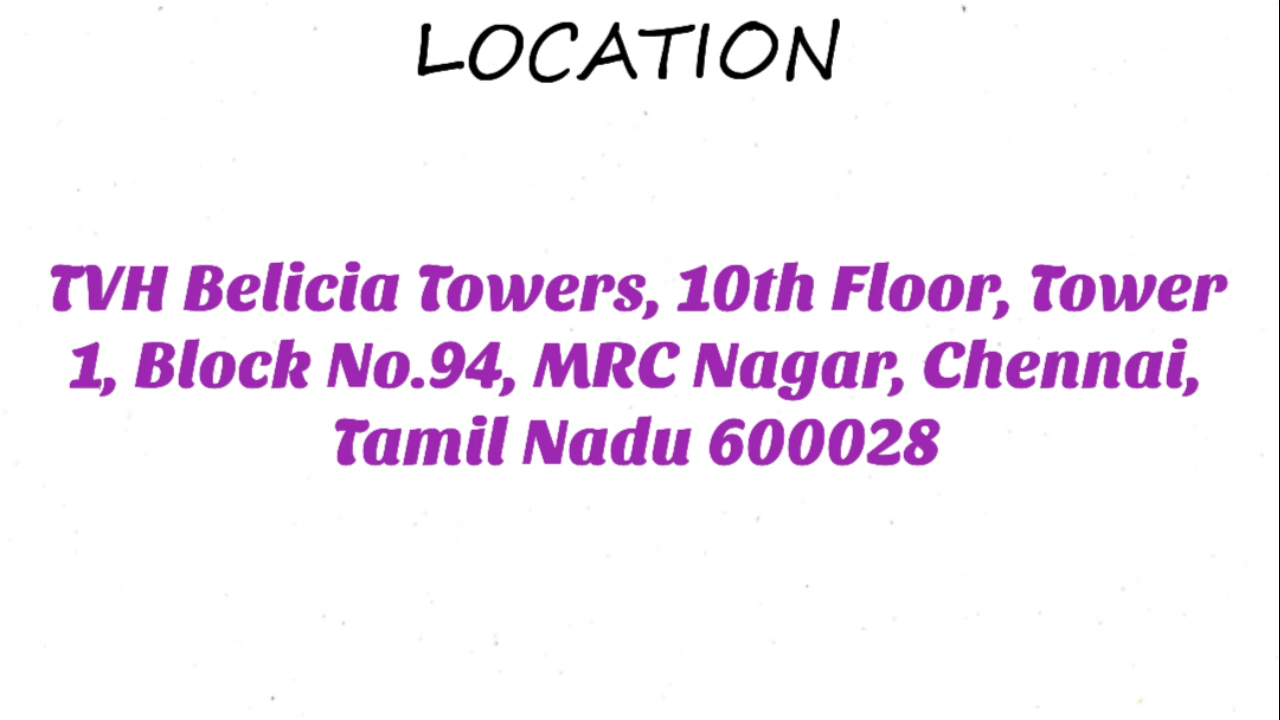 LOCATION
TVH Belicia Towers, 10th Floor, Tower
1, Block No.94, MRC Nagar, Chennai,
Tamil Nadu 600028